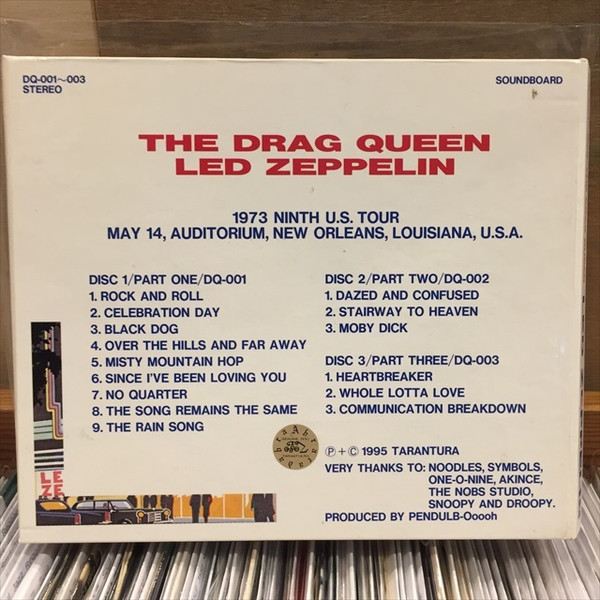 DQ-001~003
STEREO
SOUNDBOARD
THE DRAG QUEEN
LED ZEPPELIN
1973 NINTH U.S. TOUR
MAY 14, AUDITORIUM, NEW ORLEANS, LOUISIANA, U.S.A.
DISC 1/PART ONE/DQ-001
1. ROCK AND ROLL
2. CELEBRATION DAY
3. BLACK DOG
4. OVER THE HILLS AND FAR AWAY
5. MISTY MOUNTAIN HOP
6. SINCE I'VE BEEN LOVING YOU
7. NO QUARTER
8. THE SONG REMAINS THE SAME
9. THE RAIN SONG
DISC 2/PART TWO/DQ-002
1. DAZED AND CONFUSED
2. STAIRWAY TO HEAVEN
3. MOBY DICK
DISC 3/PART THREE/DQ-003
1. HEARTBREAKER
2. WHOLE LOTTA LOVE
3. COMMUNICATION BREAKDOWN
Ⓟ+© 1995 TARANTURA
VERY THANKS TO: NOODLES, SYMBOLS,
ONE-O-NINE, AKINCE,
THE NOBS STUDIO,
SNOOPY AND DROOPY.
PRODUCED BY PENDULB-Ooooh
LE
ZE